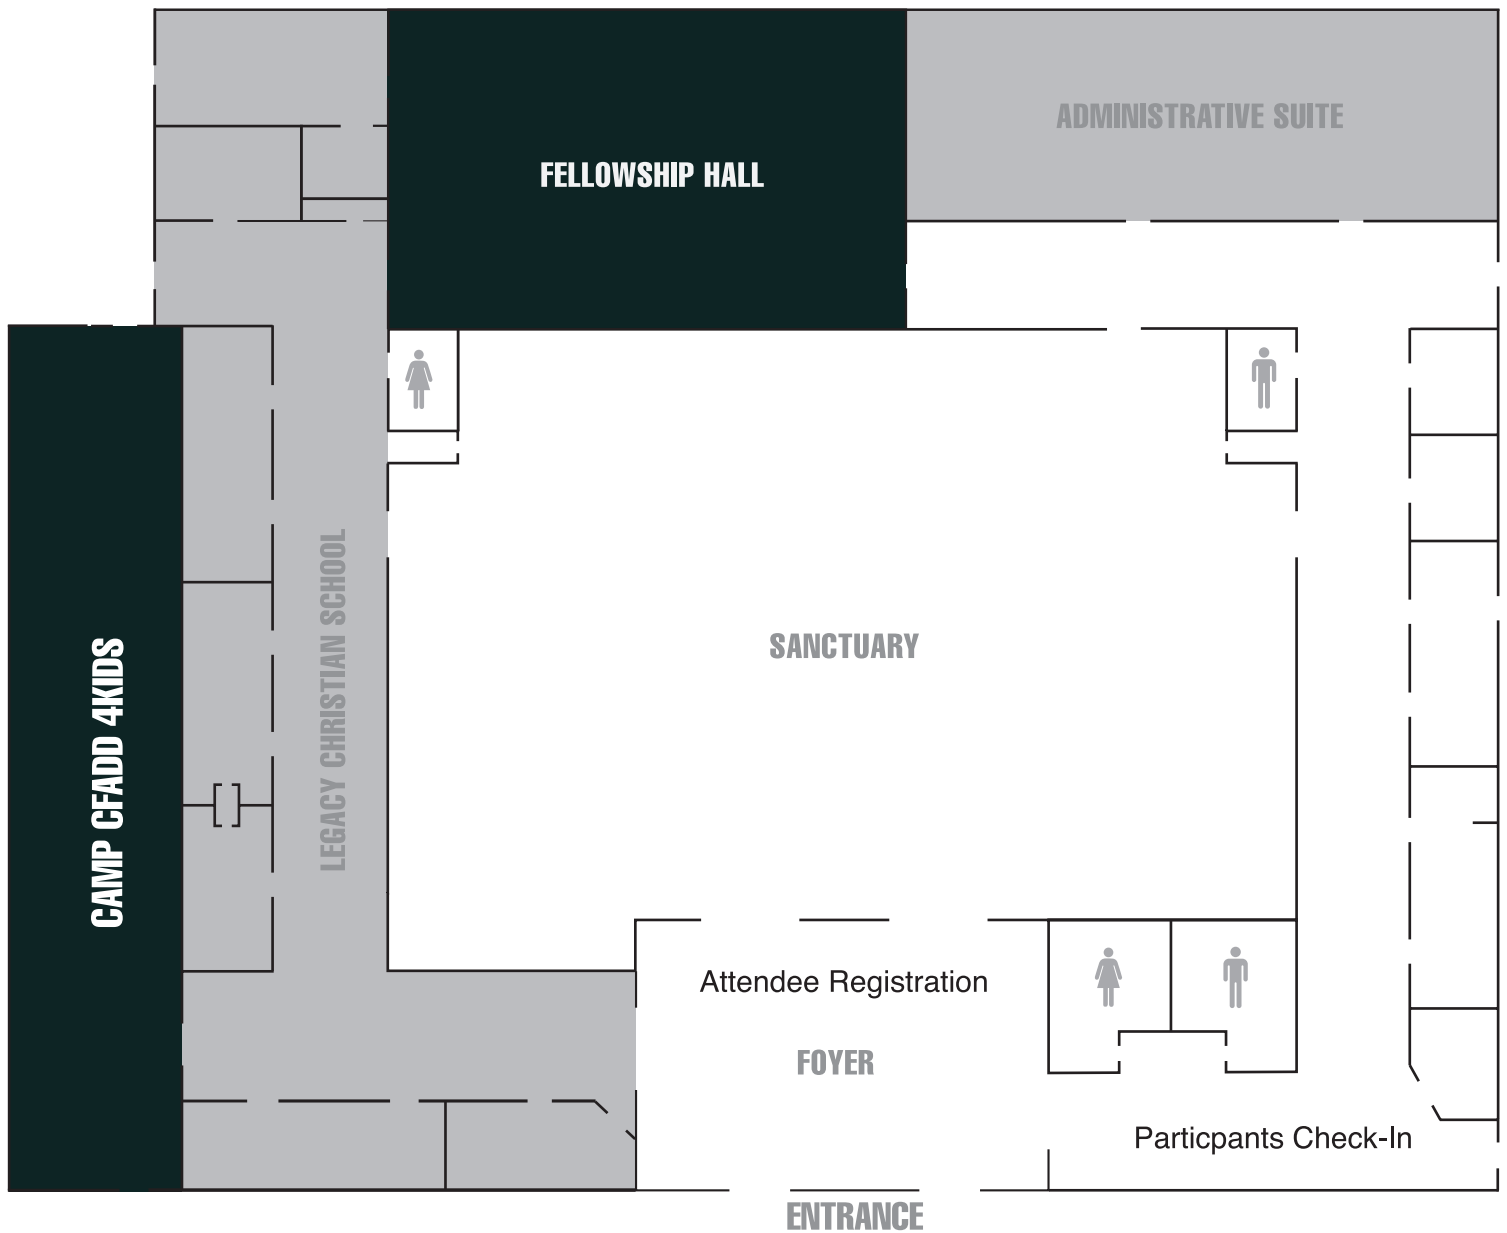 ADMINISTRATIVE SUITE
FELLOWSHIP HALL
LEGACY CHRISTIAN SCHOOL
SANCTUARY
CAMP CFADD 4KIDS
Attendee Registration
FOYER
Particpants Check-In
ENTRANCE